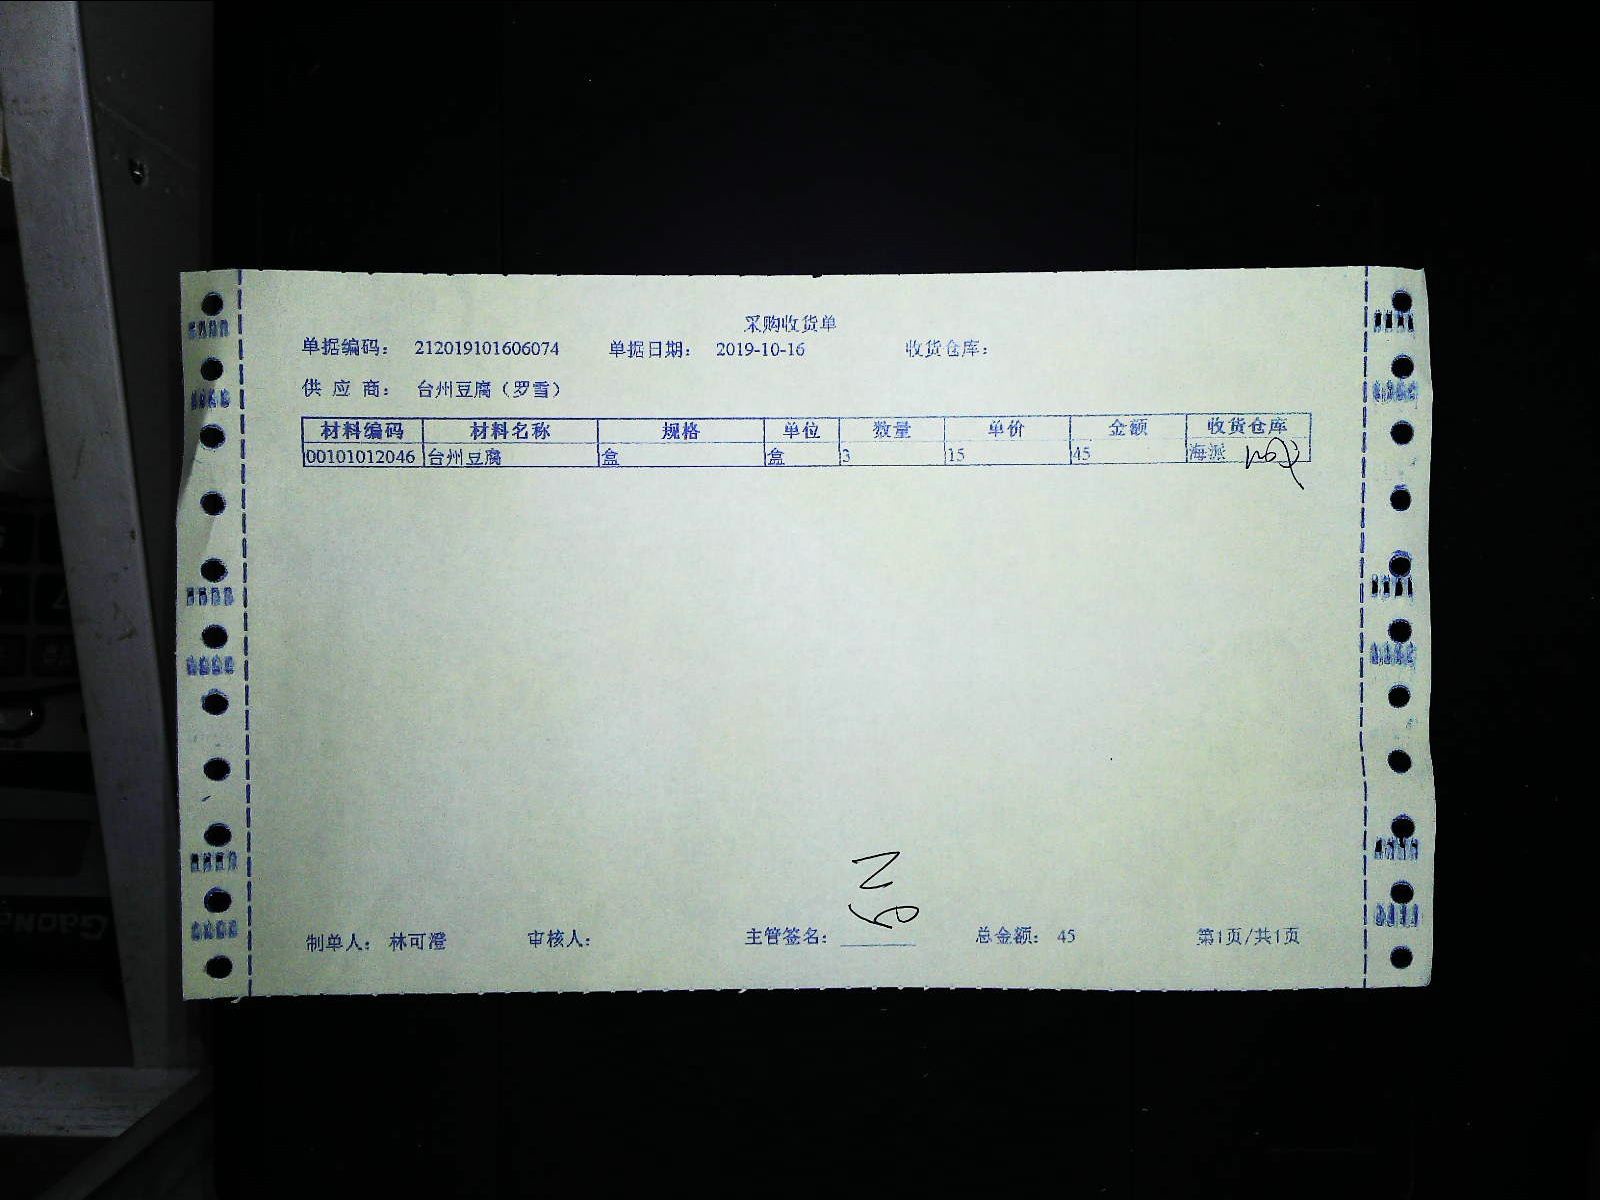 采购收货单
单据编码： 212019101606074 单据日期： 2019-10-16 收货仓库：
供 应 商： 台州豆腐（罗雪）
材料编码 材料名称 规格 单位 数量 单价 金额 收货仓库
00101012046 台州豆腐 盒 盒 3 15 45 海派
制单人： 林可澄 审核人： 主管签名： 总金额： 45 第1页/共1页